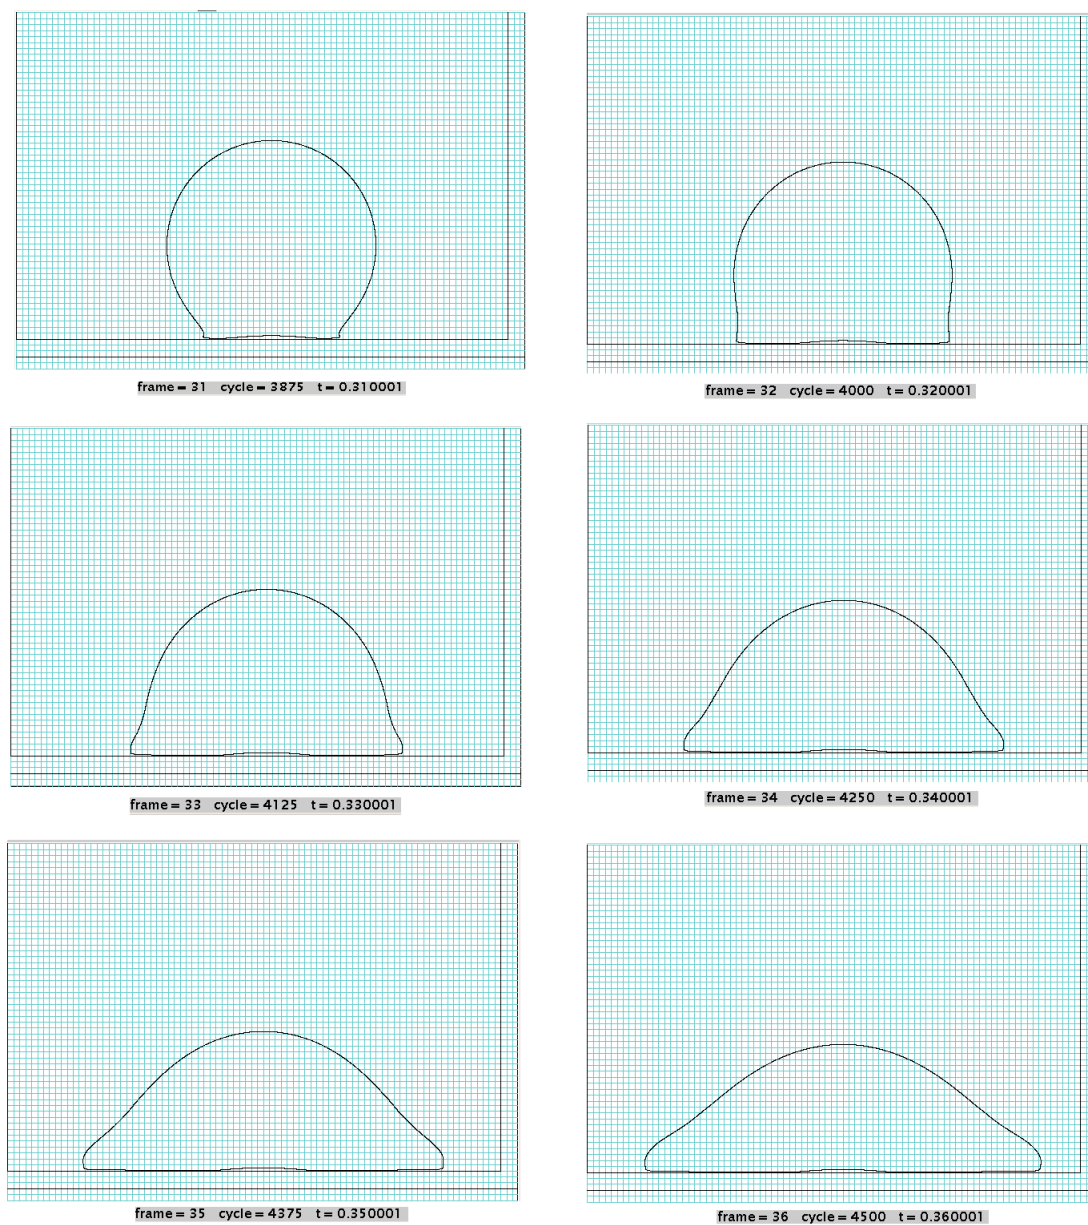 frame = 31 cycle = 3875 t = 0.310001
frame = 32 cycle = 4000 t = 0.320001
frame = 33 cycle = 4125 t = 0.330001
frame = 34 cycle = 4250 t = 0.340001
frame = 35 cycle = 4375 t = 0.350001
frame = 36 cycle = 4500 t = 0.360001